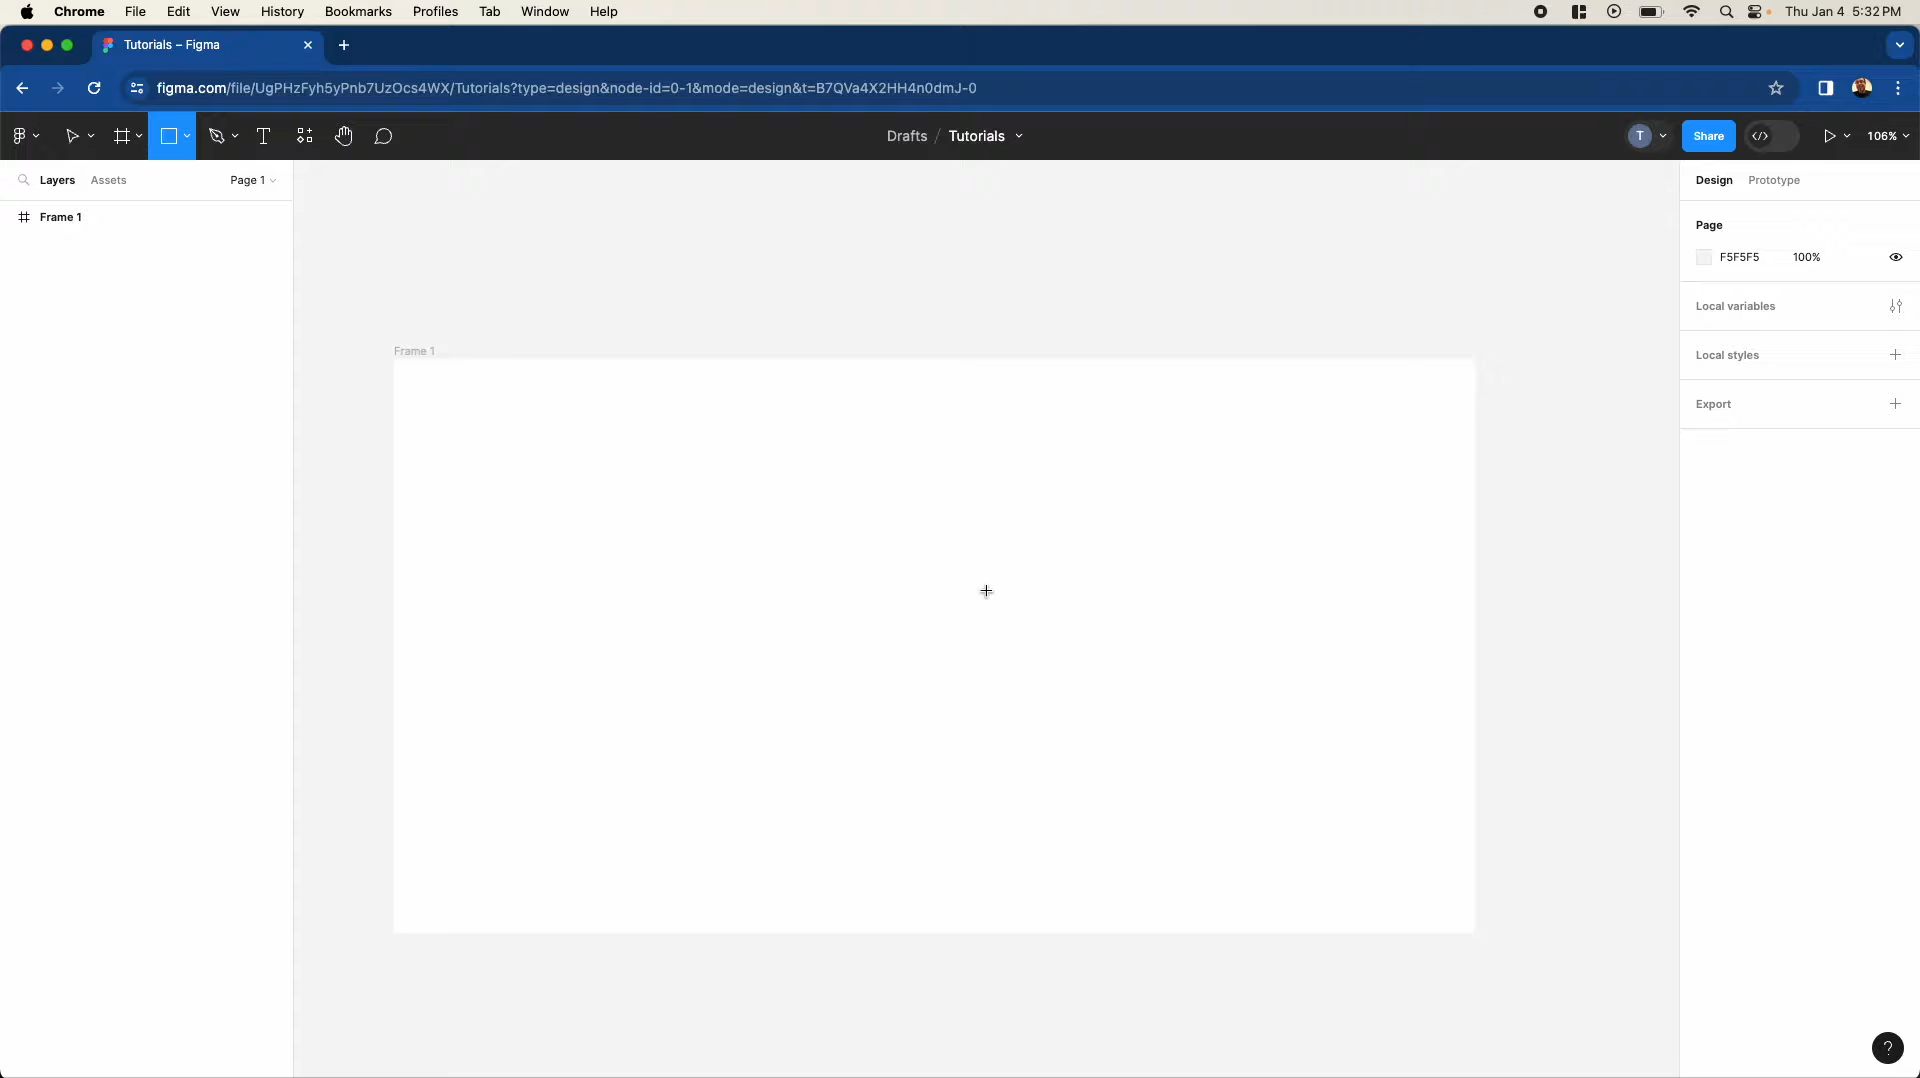 Chrome File Edit View History Bookmarks Profiles Tab Window Help Thu Jan 4 5:32 PM
Tutorials – Figma
figma.com/file/UgPHzFyh5yPnb7UzOcs4WX/Tutorials?type=design&node-id=0-1&mode=design&t=B7QVa4X2HH4n0dmJ-0
Drafts / Tutorials T Share 106%
Layers Assets Page 1 Design Prototype
Frame 1 Page
F5F5F5 100%
Local variables
Frame 1 Local styles
Export
?